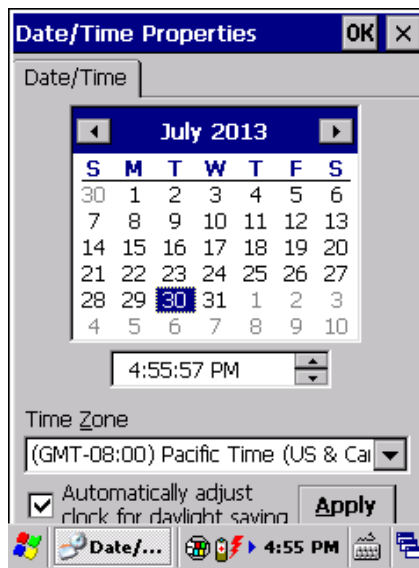 Date/Time Properties OK
Date/Time
July 2013
S M T W T F S
30 1 2 3 4 5 6
7 8 9 10 11 12 13
14 15 16 17 18 19 20
21 22 23 24 25 26 27
28 29 30 31 1 2 3
4 5 6 7 8 9 10
4:55:57 PM
Time Zone
(GMT-08:00) Pacific Time (US & Ca
Automatically adjust
clock for daylight saving
Apply
Date/... 4:55 PM